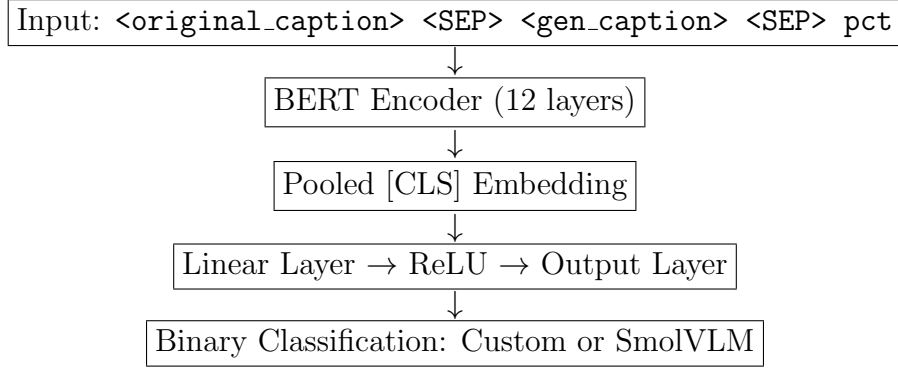 Input: <original_caption> <SEP> <gen_caption> <SEP> pct
BERT Encoder (12 layers)
Pooled [CLS] Embedding
Linear Layer → ReLU → Output Layer
Binary Classification: Custom or SmolVLM